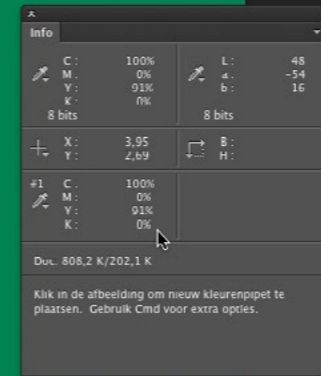 Info
C: 100% L: 48
M: 0% a: -54
Y: 91% b: 16
K: 0%
8 bits 8 bits
X: 3,95 B:
Y: 2,69 H:
#1 C: 100%
M: 0%
Y: 91%
K: 0%
Doc: 808,2 K/202,1 K
Klik in de afbeelding om nieuw kleurenpipet te
plaatsen. Gebruik Cmd voor extra opties.